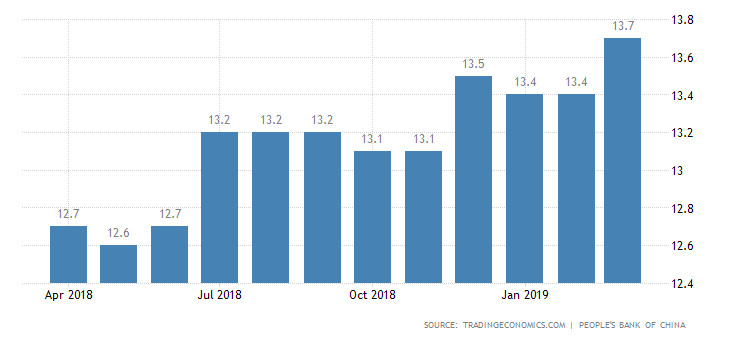 13.8
13.7
13.6
13.5
13.4 13.4 13.4
13.2 13.2 13.2 13.2
13.1 13.1
13
12.8
12.7 12.7
12.6 12.6
12.4
Apr 2018 Jul 2018 Oct 2018 Jan 2019
SOURCE: TRADINGECONOMICS.COM | PEOPLE'S BANK OF CHINA